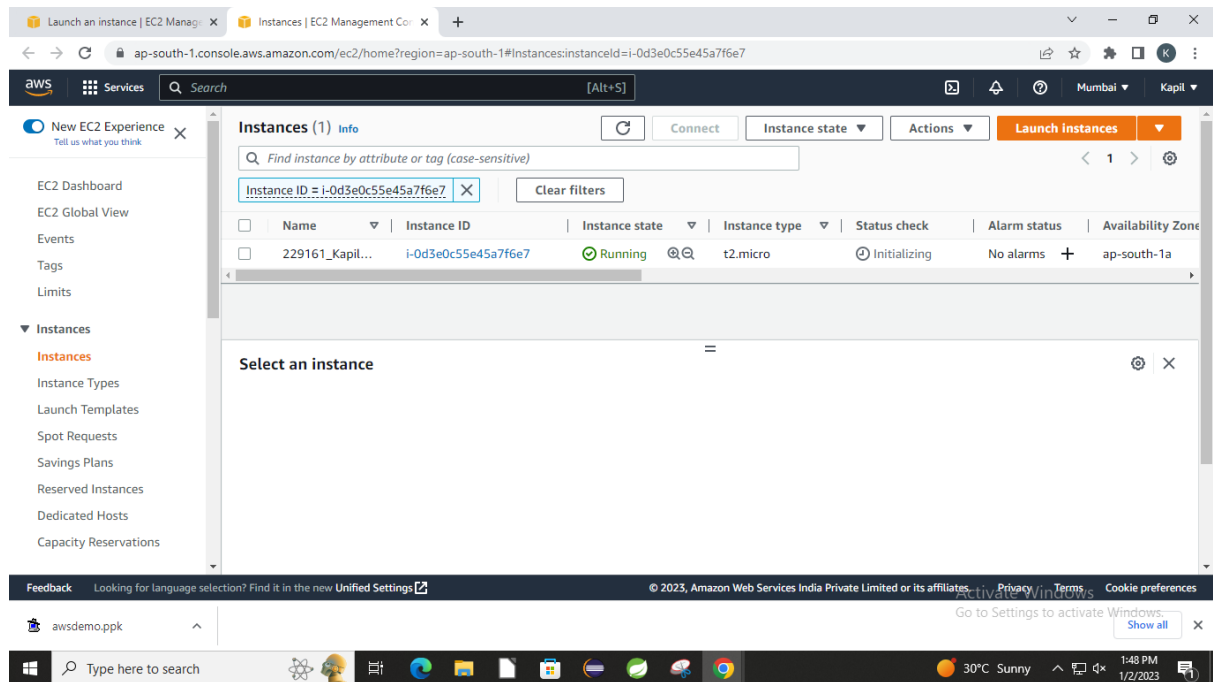 Launch an instance | EC2 Manage
Instances | EC2 Management Con
ap-south-1.console.aws.amazon.com/ec2/home?region=ap-south-1#Instances:instanceId=i-0d3e0c55e45a7f6e7
K
aws Services Search [Alt+S] Mumbai Kapil
New EC2 Experience
Tell us what you think
EC2 Dashboard
EC2 Global View
Events
Tags
Limits
Instances
Instances
Instance Types
Launch Templates
Spot Requests
Savings Plans
Reserved Instances
Dedicated Hosts
Capacity Reservations
Instances (1) Info Connect Instance state Actions Launch instances
Find instance by attribute or tag (case-sensitive) 1
Instance ID = i-0d3e0c55e45a7f6e7 Clear filters
Name Instance ID Instance state Instance type Status check Alarm status Availability Zone
229161_Kapil... i-0d3e0c55e45a7f6e7 Running t2.micro Initializing No alarms + ap-south-1a
Select an instance
Feedback Looking for language selection? Find it in the new Unified Settings © 2023, Amazon Web Services India Private Limited or its affiliates. Privacy Terms Cookie preferences
Activate Windows
Go to Settings to activate Windows.
awsdemo.ppk Show all
Type here to search 30°C Sunny 1:48 PM
1/2/2023
1